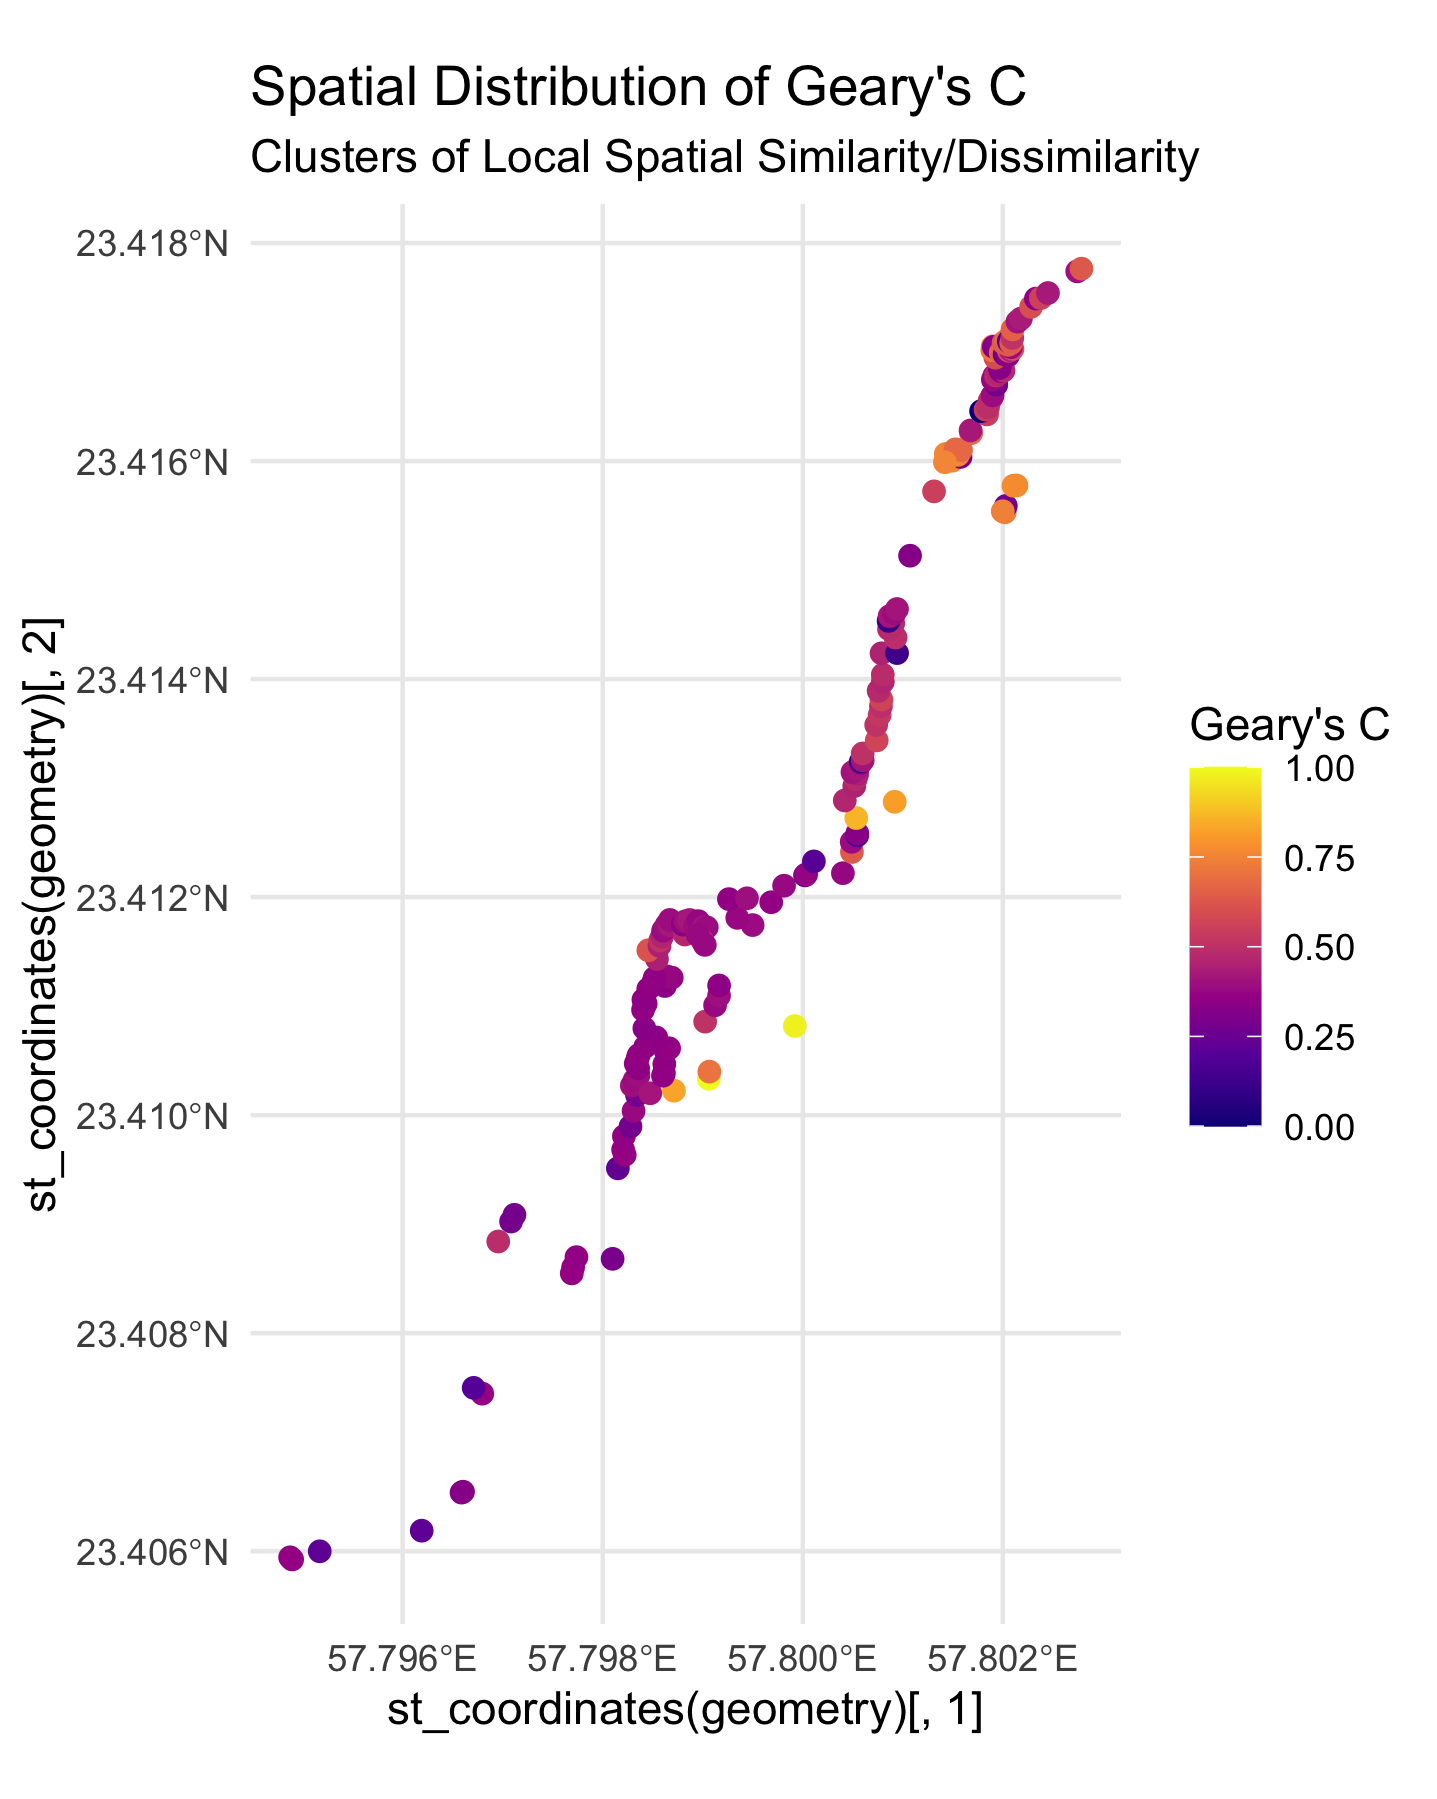 Spatial Distribution of Geary's C
Clusters of Local Spatial Similarity/Dissimilarity
st_coordinates(geometry)[, 2]
23.418°N
23.416°N
23.414°N
23.412°N
23.410°N
23.408°N
23.406°N
57.796°E
57.798°E
57.800°E
57.802°E
st_coordinates(geometry)[, 1]
Geary's C
1.00
0.75
0.50
0.25
0.00